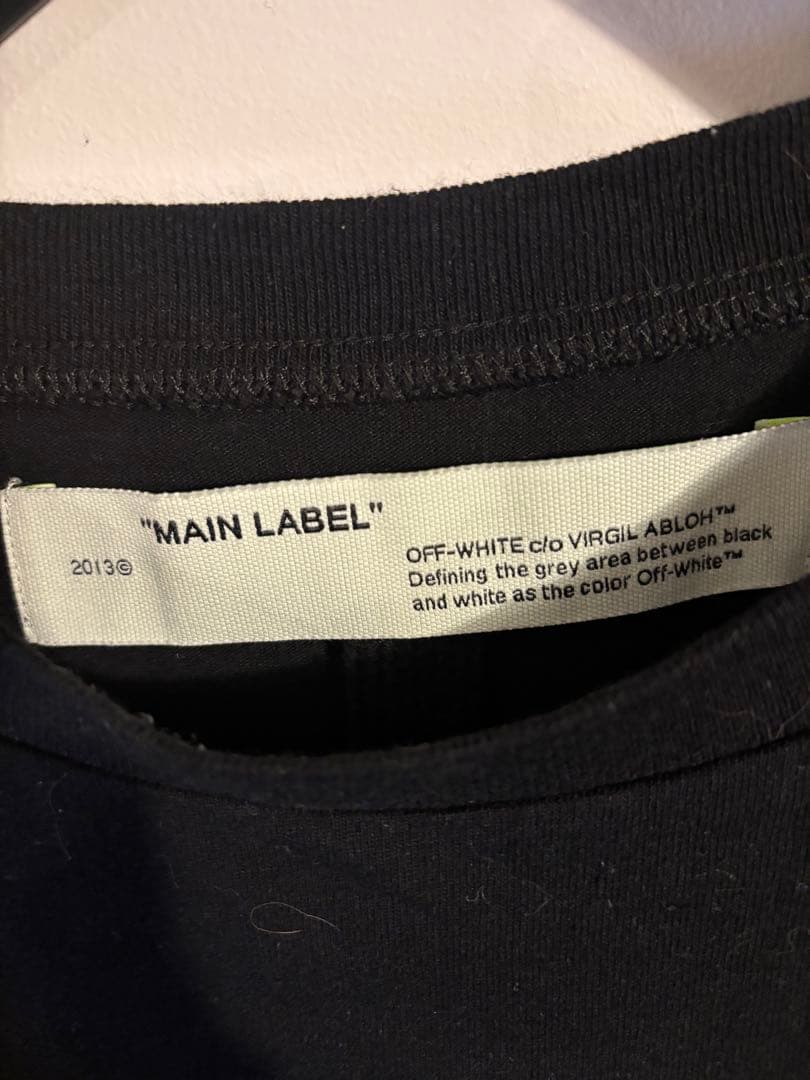 "MAIN LABEL"
2013©
OFF-WHITE c/o VIRGIL ABLOH™
Defining the grey area between black
and white as the color Off-White™